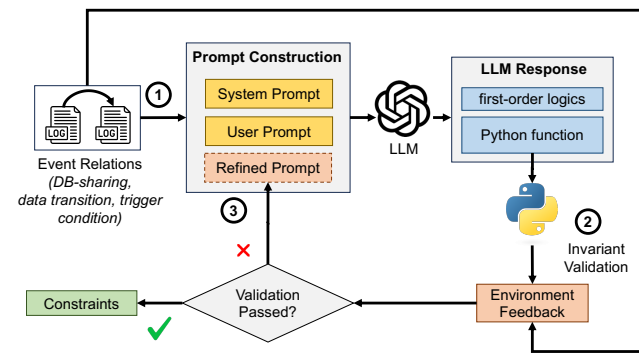 Prompt Construction
LLM Response
1
System Prompt
first-order logics
LOG
LOG
User Prompt
Python function
LLM
Event Relations
(DB-sharing,
data transition, trigger
condition)
Refined Prompt
3
2
Invariant
Validation
Constraints
Validation
Passed?
Environment
Feedback